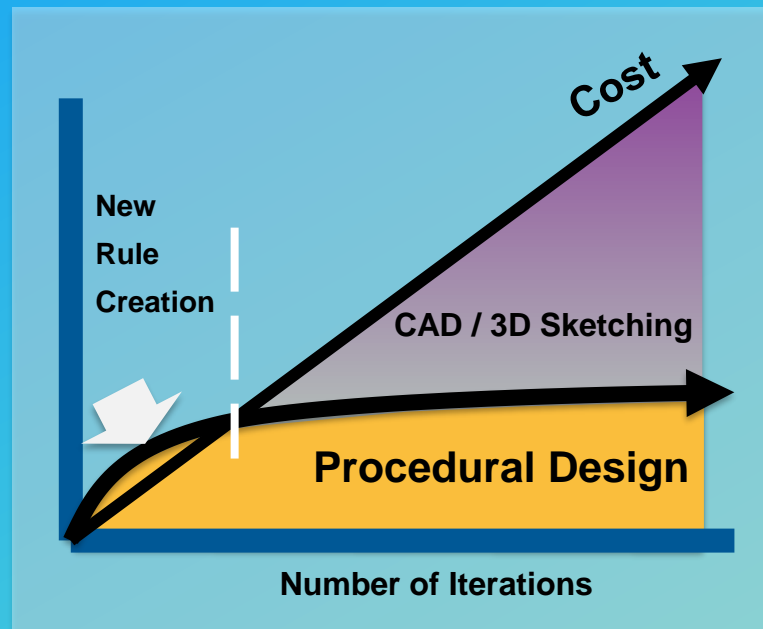 Cost
New
Rule
Creation
CAD / 3D Sketching
Procedural Design
Number of Iterations